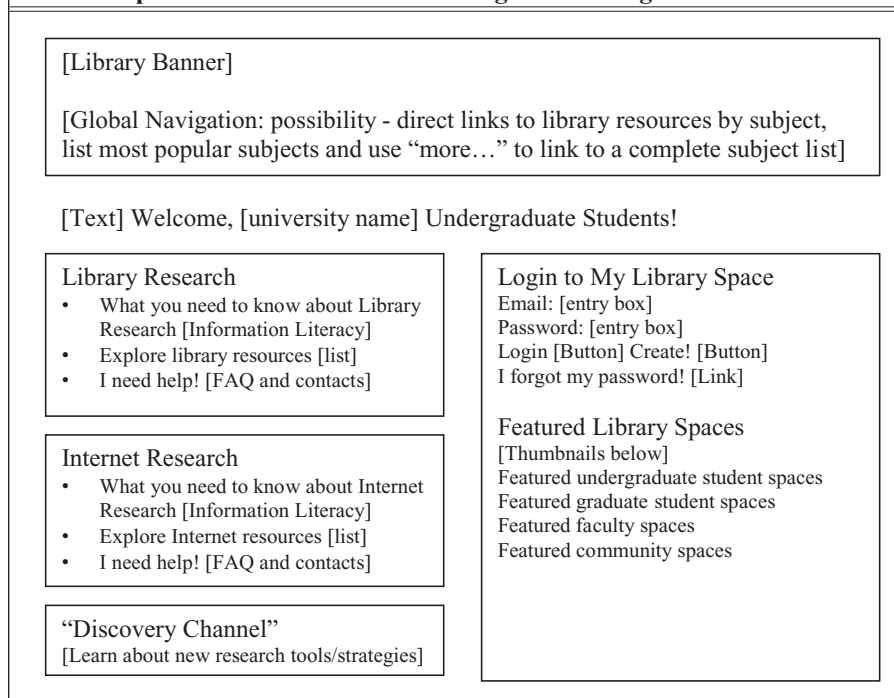 [Library Banner]
[Global Navigation: possibility - direct links to library resources by subject,
list most popular subjects and use “more…” to link to a complete subject list]
[Text] Welcome, [university name] Undergraduate Students!
Library Research
• What you need to know about Library
Research [Information Literacy]
• Explore library resources [list]
• I need help! [FAQ and contacts]
Internet Research
• What you need to know about Internet
Research [Information Literacy]
• Explore Internet resources [list]
• I need help! [FAQ and contacts]
“Discovery Channel”
[Learn about new research tools/strategies]
Login to My Library Space
Email: [entry box]
Password: [entry box]
Login [Button] Create! [Button]
I forgot my password! [Link]
Featured Library Spaces
[Thumbnails below]
Featured undergraduate student spaces
Featured graduate student spaces
Featured faculty spaces
Featured community spaces